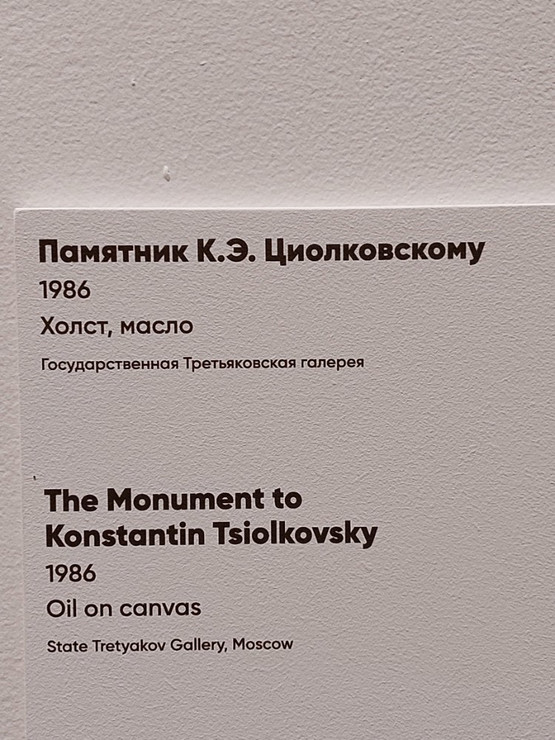 Памятник К.Э. Циолковскому
1986
Холст, масло
Государственная Третьяковская галерея
The Monument to
Konstantin Tsiolkovsky
1986
Oil on canvas
State Tretyakov Gallery, Moscow